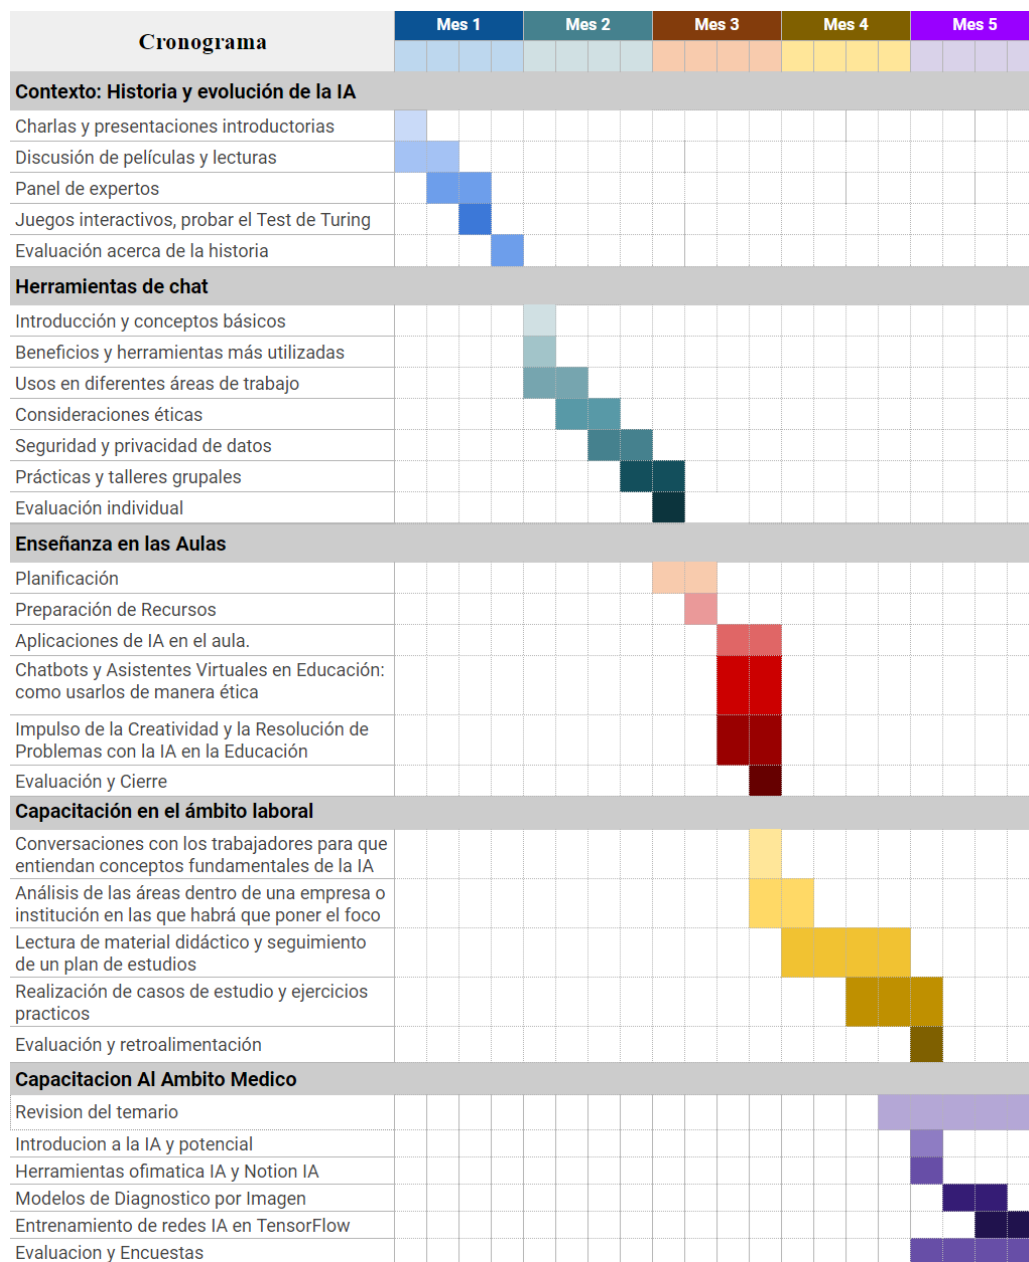 Cronograma
Mes 1
Mes 2
Mes 3
Mes 4
Mes 5
Contexto: Historia y evolución de la IA
Charlas y presentaciones introductorias
Discusión de películas y lecturas
Panel de expertos
Juegos interactivos, probar el Test de Turing
Evaluación acerca de la historia
Herramientas de chat
Introducción y conceptos básicos
Beneficios y herramientas más utilizadas
Usos en diferentes áreas de trabajo
Consideraciones éticas
Seguridad y privacidad de datos
Prácticas y talleres grupales
Evaluación individual
Enseñanza en las Aulas
Planificación
Preparación de Recursos
Aplicaciones de IA en el aula.
Chatbots y Asistentes Virtuales en Educación:
como usarlos de manera ética
Impulso de la Creatividad y la Resolución de
Problemas con la IA en la Educación
Evaluación y Cierre
Capacitación en el ámbito laboral
Conversaciones con los trabajadores para que
entiendan conceptos fundamentales de la IA
Análisis de las áreas dentro de una empresa o
institución en las que habrá que poner el foco
Lectura de material didáctico y seguimiento
de un plan de estudios
Realización de casos de estudio y ejercicios
practicos
Evaluación y retroalimentación
Capacitacion Al Ambito Medico
Revision del temario
Introducion a la IA y potencial
Herramientas ofimatica IA y Notion IA
Modelos de Diagnostico por Imagen
Entrenamiento de redes IA en TensorFlow
Evaluacion y Encuestas